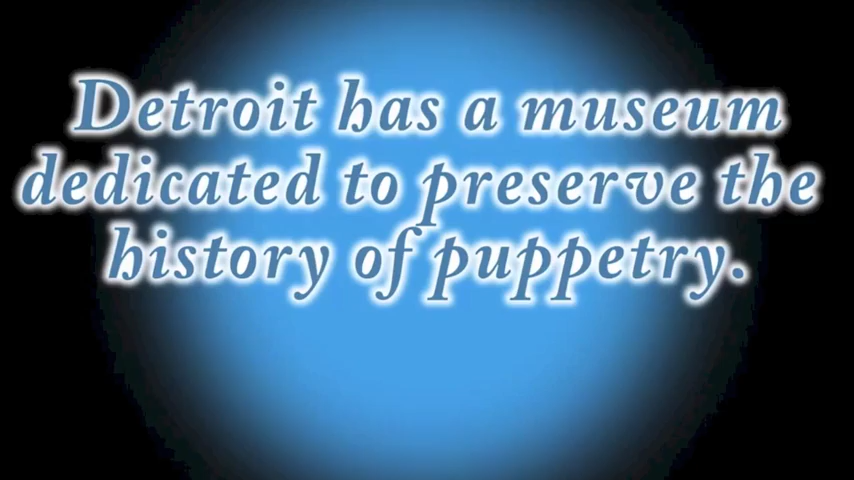 Detroit has a museum
dedicated to preserve the
history of puppetry.